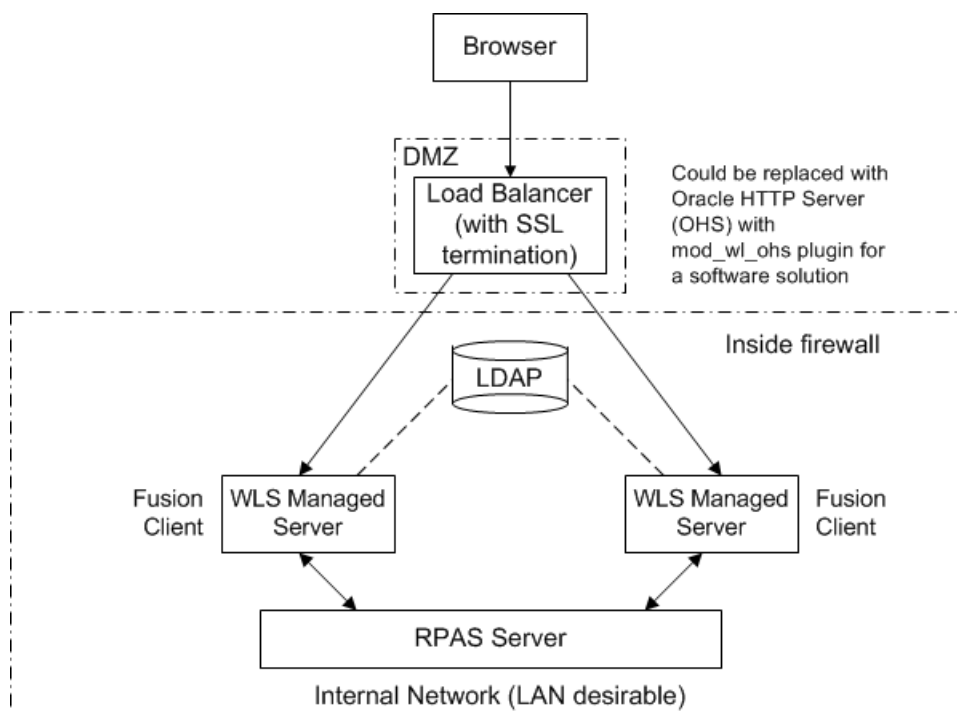 Browser
DMZ
Load Balancer
(with SSL
termination)
Could be replaced with
Oracle HTTP Server
(OHS) with
mod_wl_ohs plugin for
a software solution
Inside firewall
LDAP
Fusion
Client
WLS Managed
Server
WLS Managed
Server
Fusion
Client
RPAS Server
Internal Network (LAN desirable)